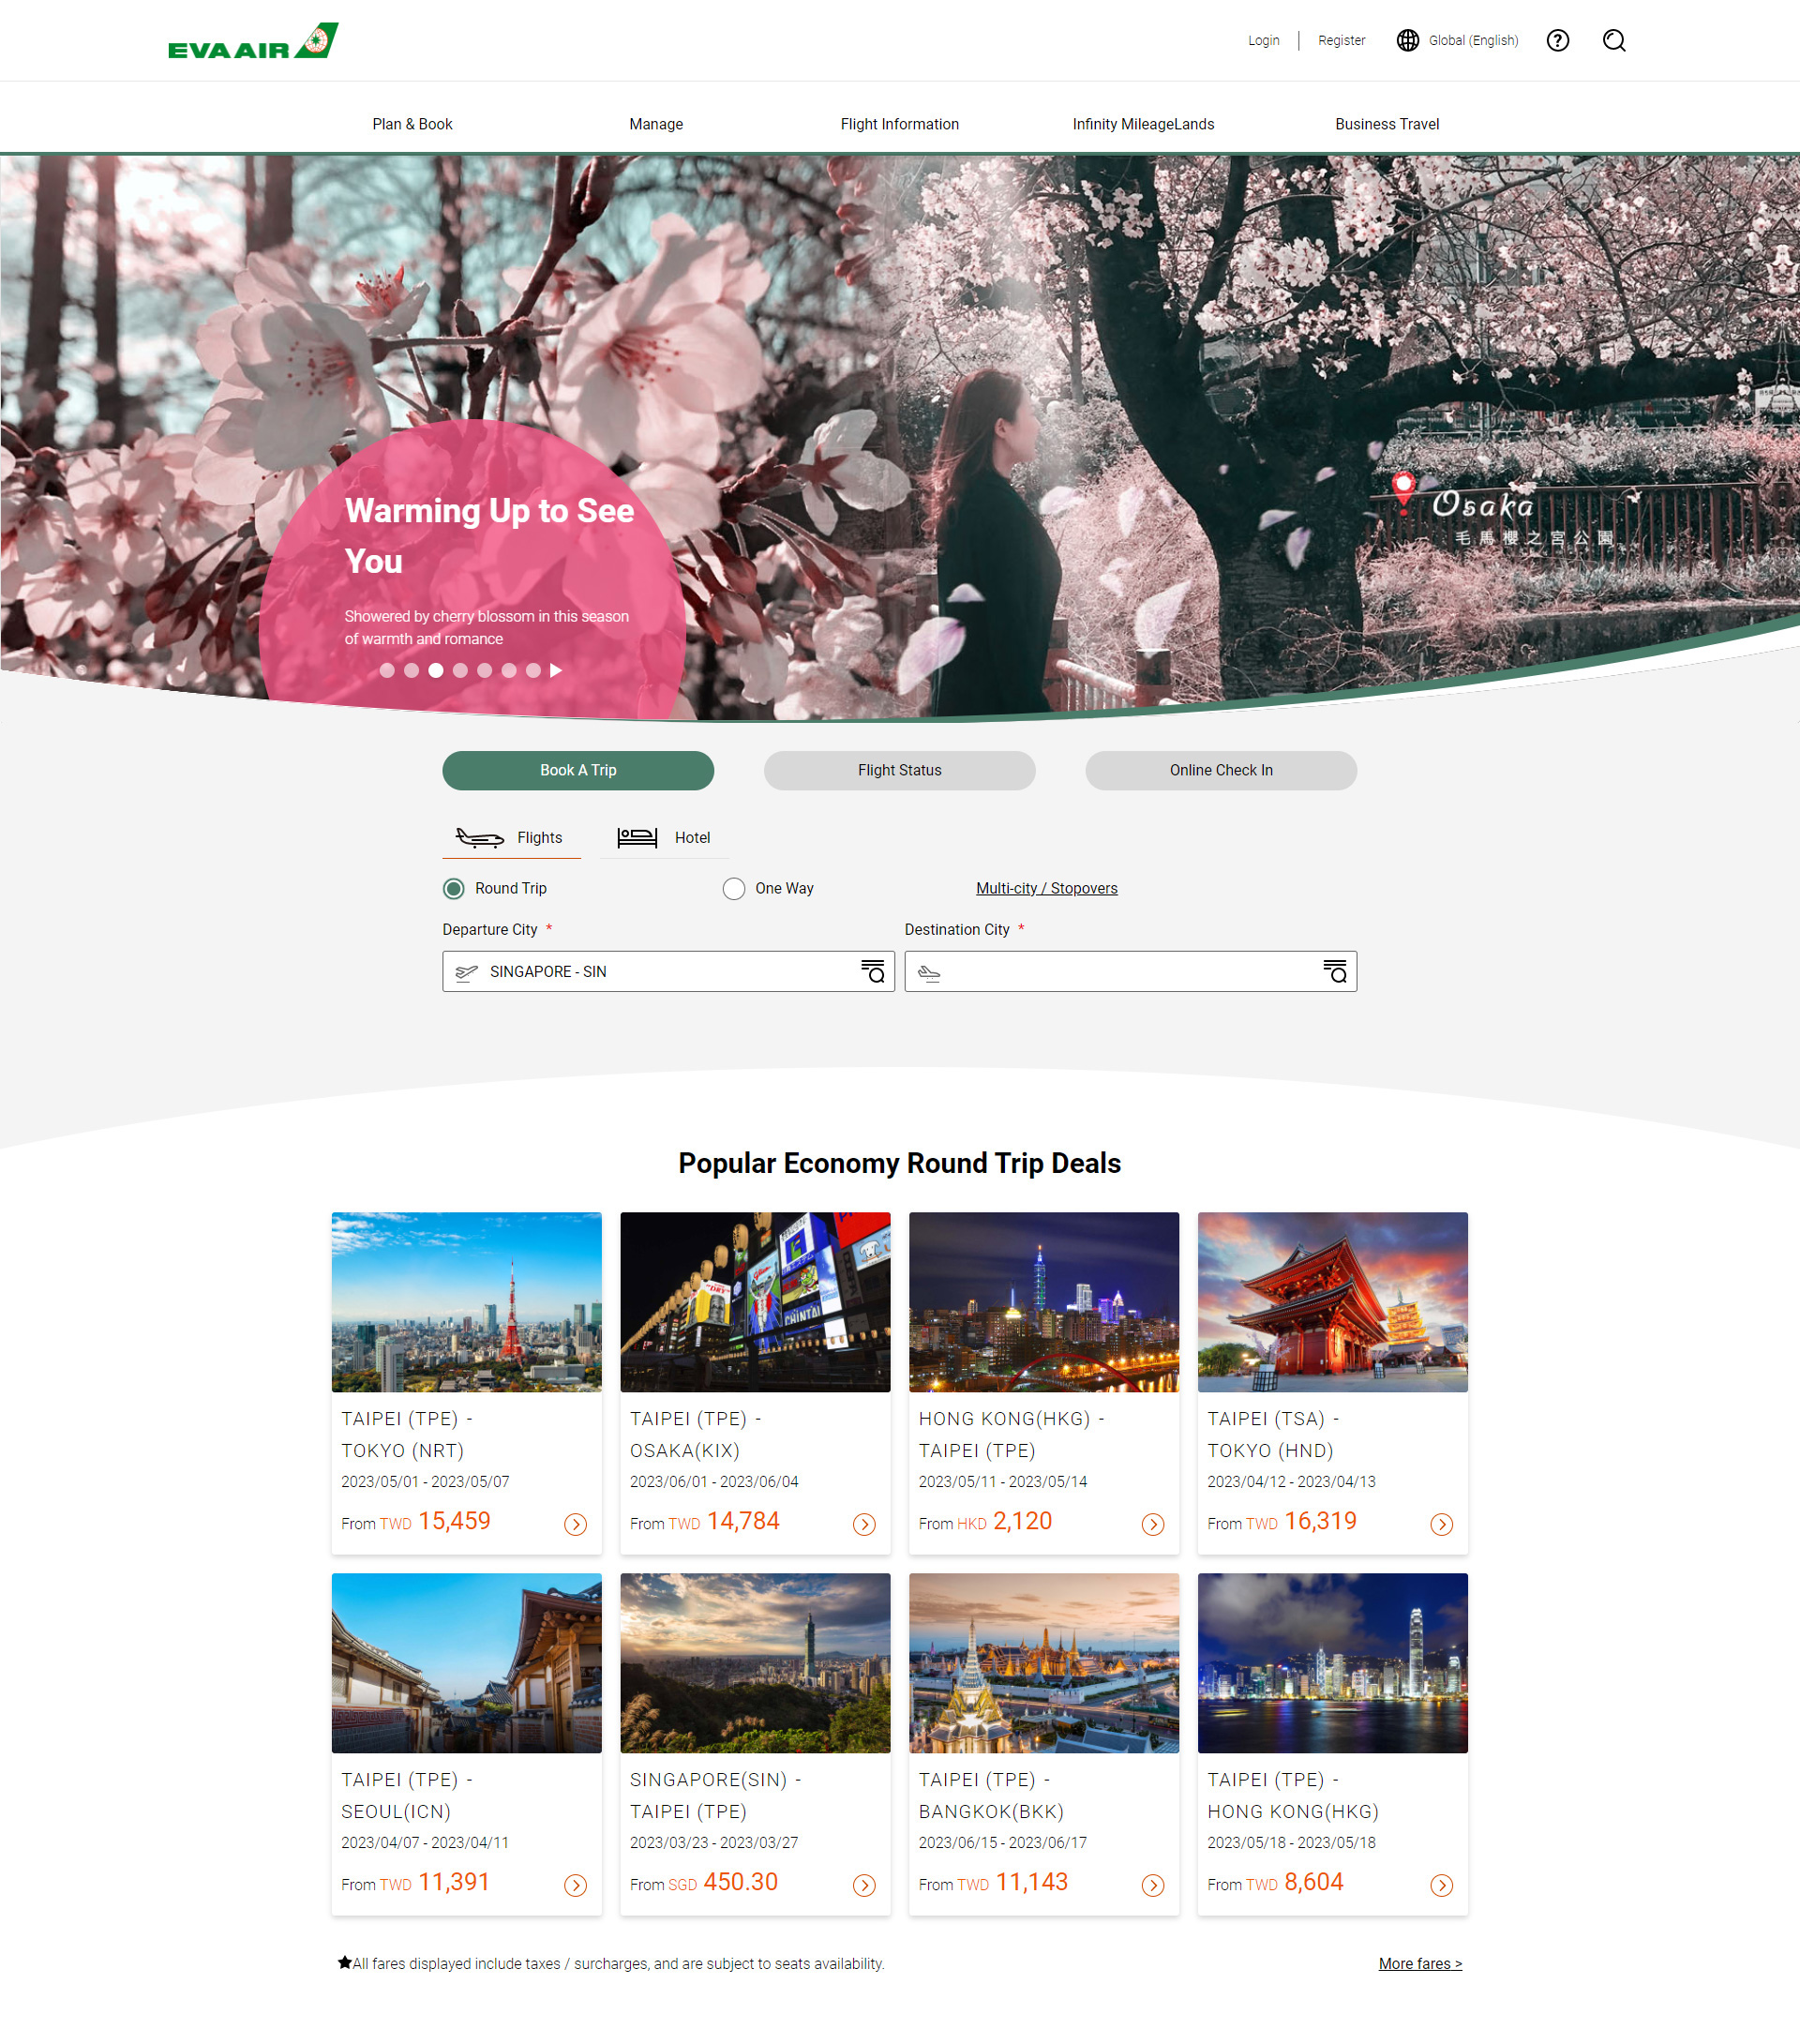 EVA AIR
Login
Register
Global (English)
Plan & Book
Manage
Flight Information
Infinity MileageLands
Business Travel
Warming Up to See
You
Showered by cherry blossom in this season
of warmth and romance
Osaka
毛馬櫻之宮公園
Book A Trip
Flight Status
Online Check In
Flights
Hotel
Round Trip
One Way
Multi-city / Stopovers
Departure City *
Destination City *
SINGAPORE - SIN
Popular Economy Round Trip Deals
CHINTAI
TAIPEI (TPE) -
TOKYO (NRT)
2023/05/01 - 2023/05/07
From TWD 15,459
TAIPEI (TPE) -
OSAKA(KIX)
2023/06/01 - 2023/06/04
From TWD 14,784
HONG KONG(HKG) -
TAIPEI (TPE)
2023/05/11 - 2023/05/14
From HKD 2,120
TAIPEI (TSA) -
TOKYO (HND)
2023/04/12 - 2023/04/13
From TWD 16,319
TAIPEI (TPE) -
SEOUL(ICN)
2023/04/07 - 2023/04/11
From TWD 11,391
SINGAPORE(SIN) -
TAIPEI (TPE)
2023/03/23 - 2023/03/27
From SGD 450.30
TAIPEI (TPE) -
BANGKOK(BKK)
2023/06/15 - 2023/06/17
From TWD 11,143
TAIPEI (TPE) -
HONG KONG(HKG)
2023/05/18 - 2023/05/18
From TWD 8,604
★All fares displayed include taxes / surcharges, and are subject to seats availability.
More fares >